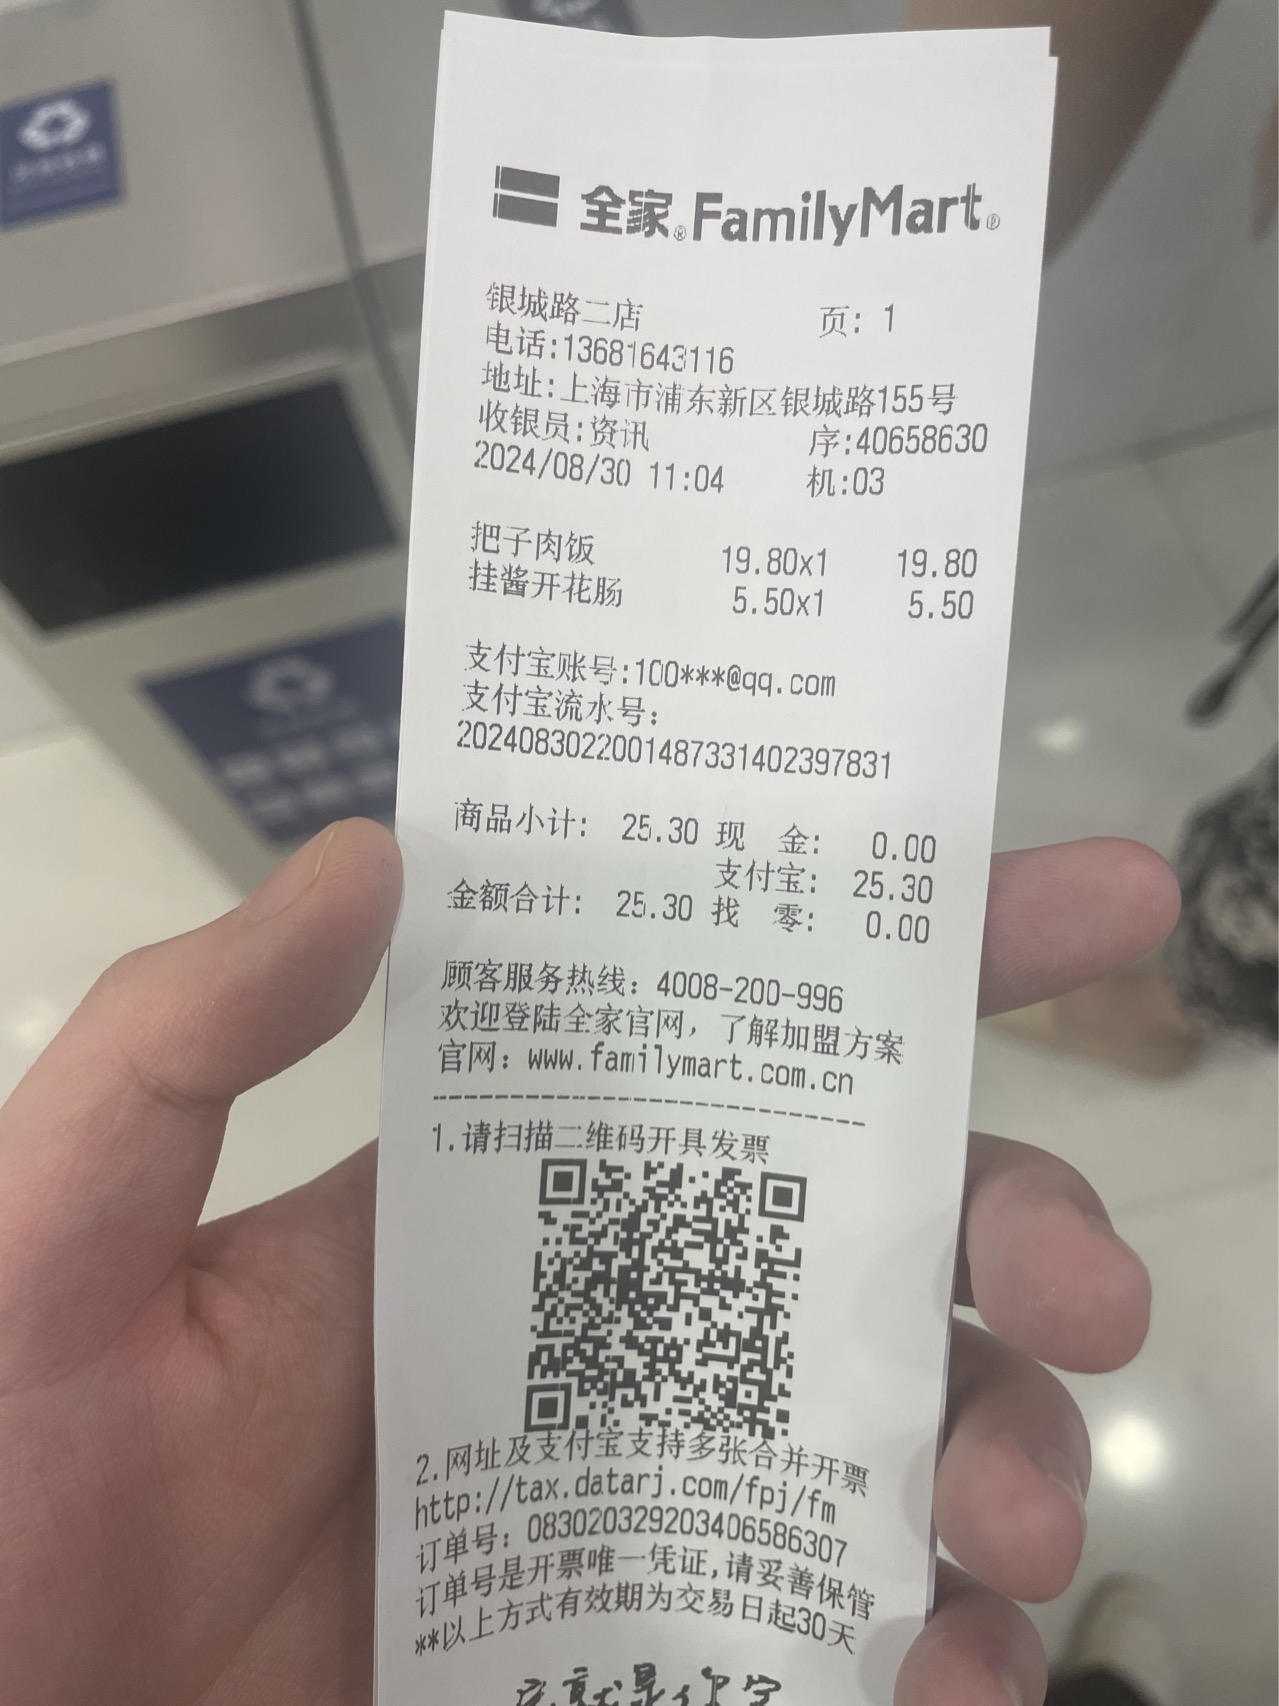 全家® FamilyMart®
银城路二店 页: 1
电话:13681643116
地址:上海市浦东新区银城路155号
收银员:资讯 序:40658630
2024/08/30 11:04 机:03
把子肉饭 19.80x1 19.80
挂酱开花肠 5.50x1 5.50
支付宝账号:100***@qq.com
支付宝流水号:
2024083022001487331402397831
商品小计: 25.30 现 金: 0.00
支付宝: 25.30
金额合计: 25.30 找 零: 0.00
顾客服务热线: 4008-200-996
欢迎登陆全家官网, 了解加盟方案
官网: www.familymart.com.cn
1.请扫描二维码开具发票
2.网址及支付宝支持多张合并开票
http://tax.datarj.com/fpj/fm
订单号: 083020329203406586307
订单号是开票唯一凭证,请妥善保管
**以上方式有效期为交易日起30天